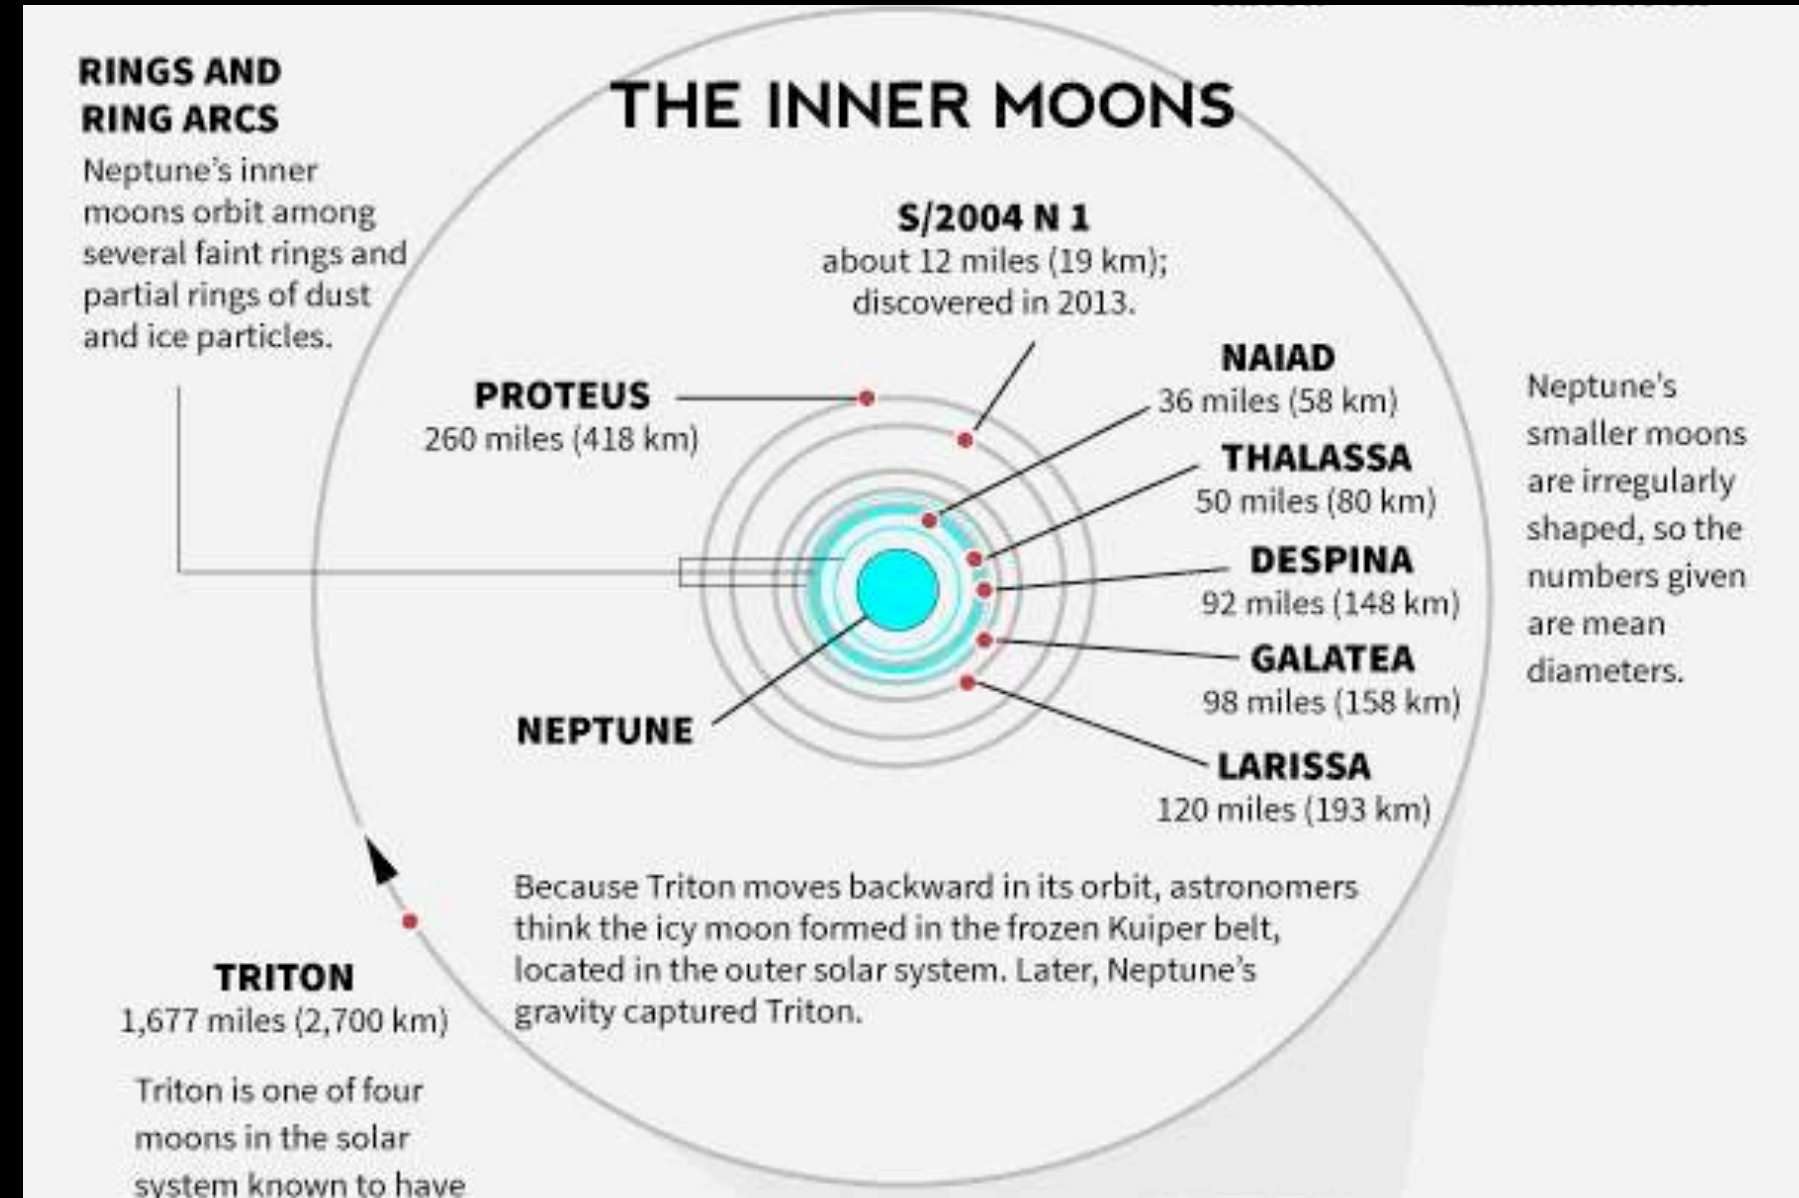 THE INNER MOONS
RINGS AND
RING ARCS
Neptune’s inner
moons orbit among
several faint rings and
partial rings of dust
and ice particles.
S/2004 N 1
about 12 miles (19 km);
discovered in 2013.
PROTEUS
260 miles (418 km)
NAIAD
36 miles (58 km)
THALASSA
50 miles (80 km)
DESPINA
92 miles (148 km)
GALATEA
98 miles (158 km)
LARISSA
120 miles (193 km)
NEPTUNE
Neptune’s
smaller moons
are irregularly
shaped, so the
numbers given
are mean
diameters.
Because Triton moves backward in its orbit, astronomers
think the icy moon formed in the frozen Kuiper belt,
located in the outer solar system. Later, Neptune’s
gravity captured Triton.
TRITON
1,677 miles (2,700 km)
Triton is one of four
moons in the solar
system known to have